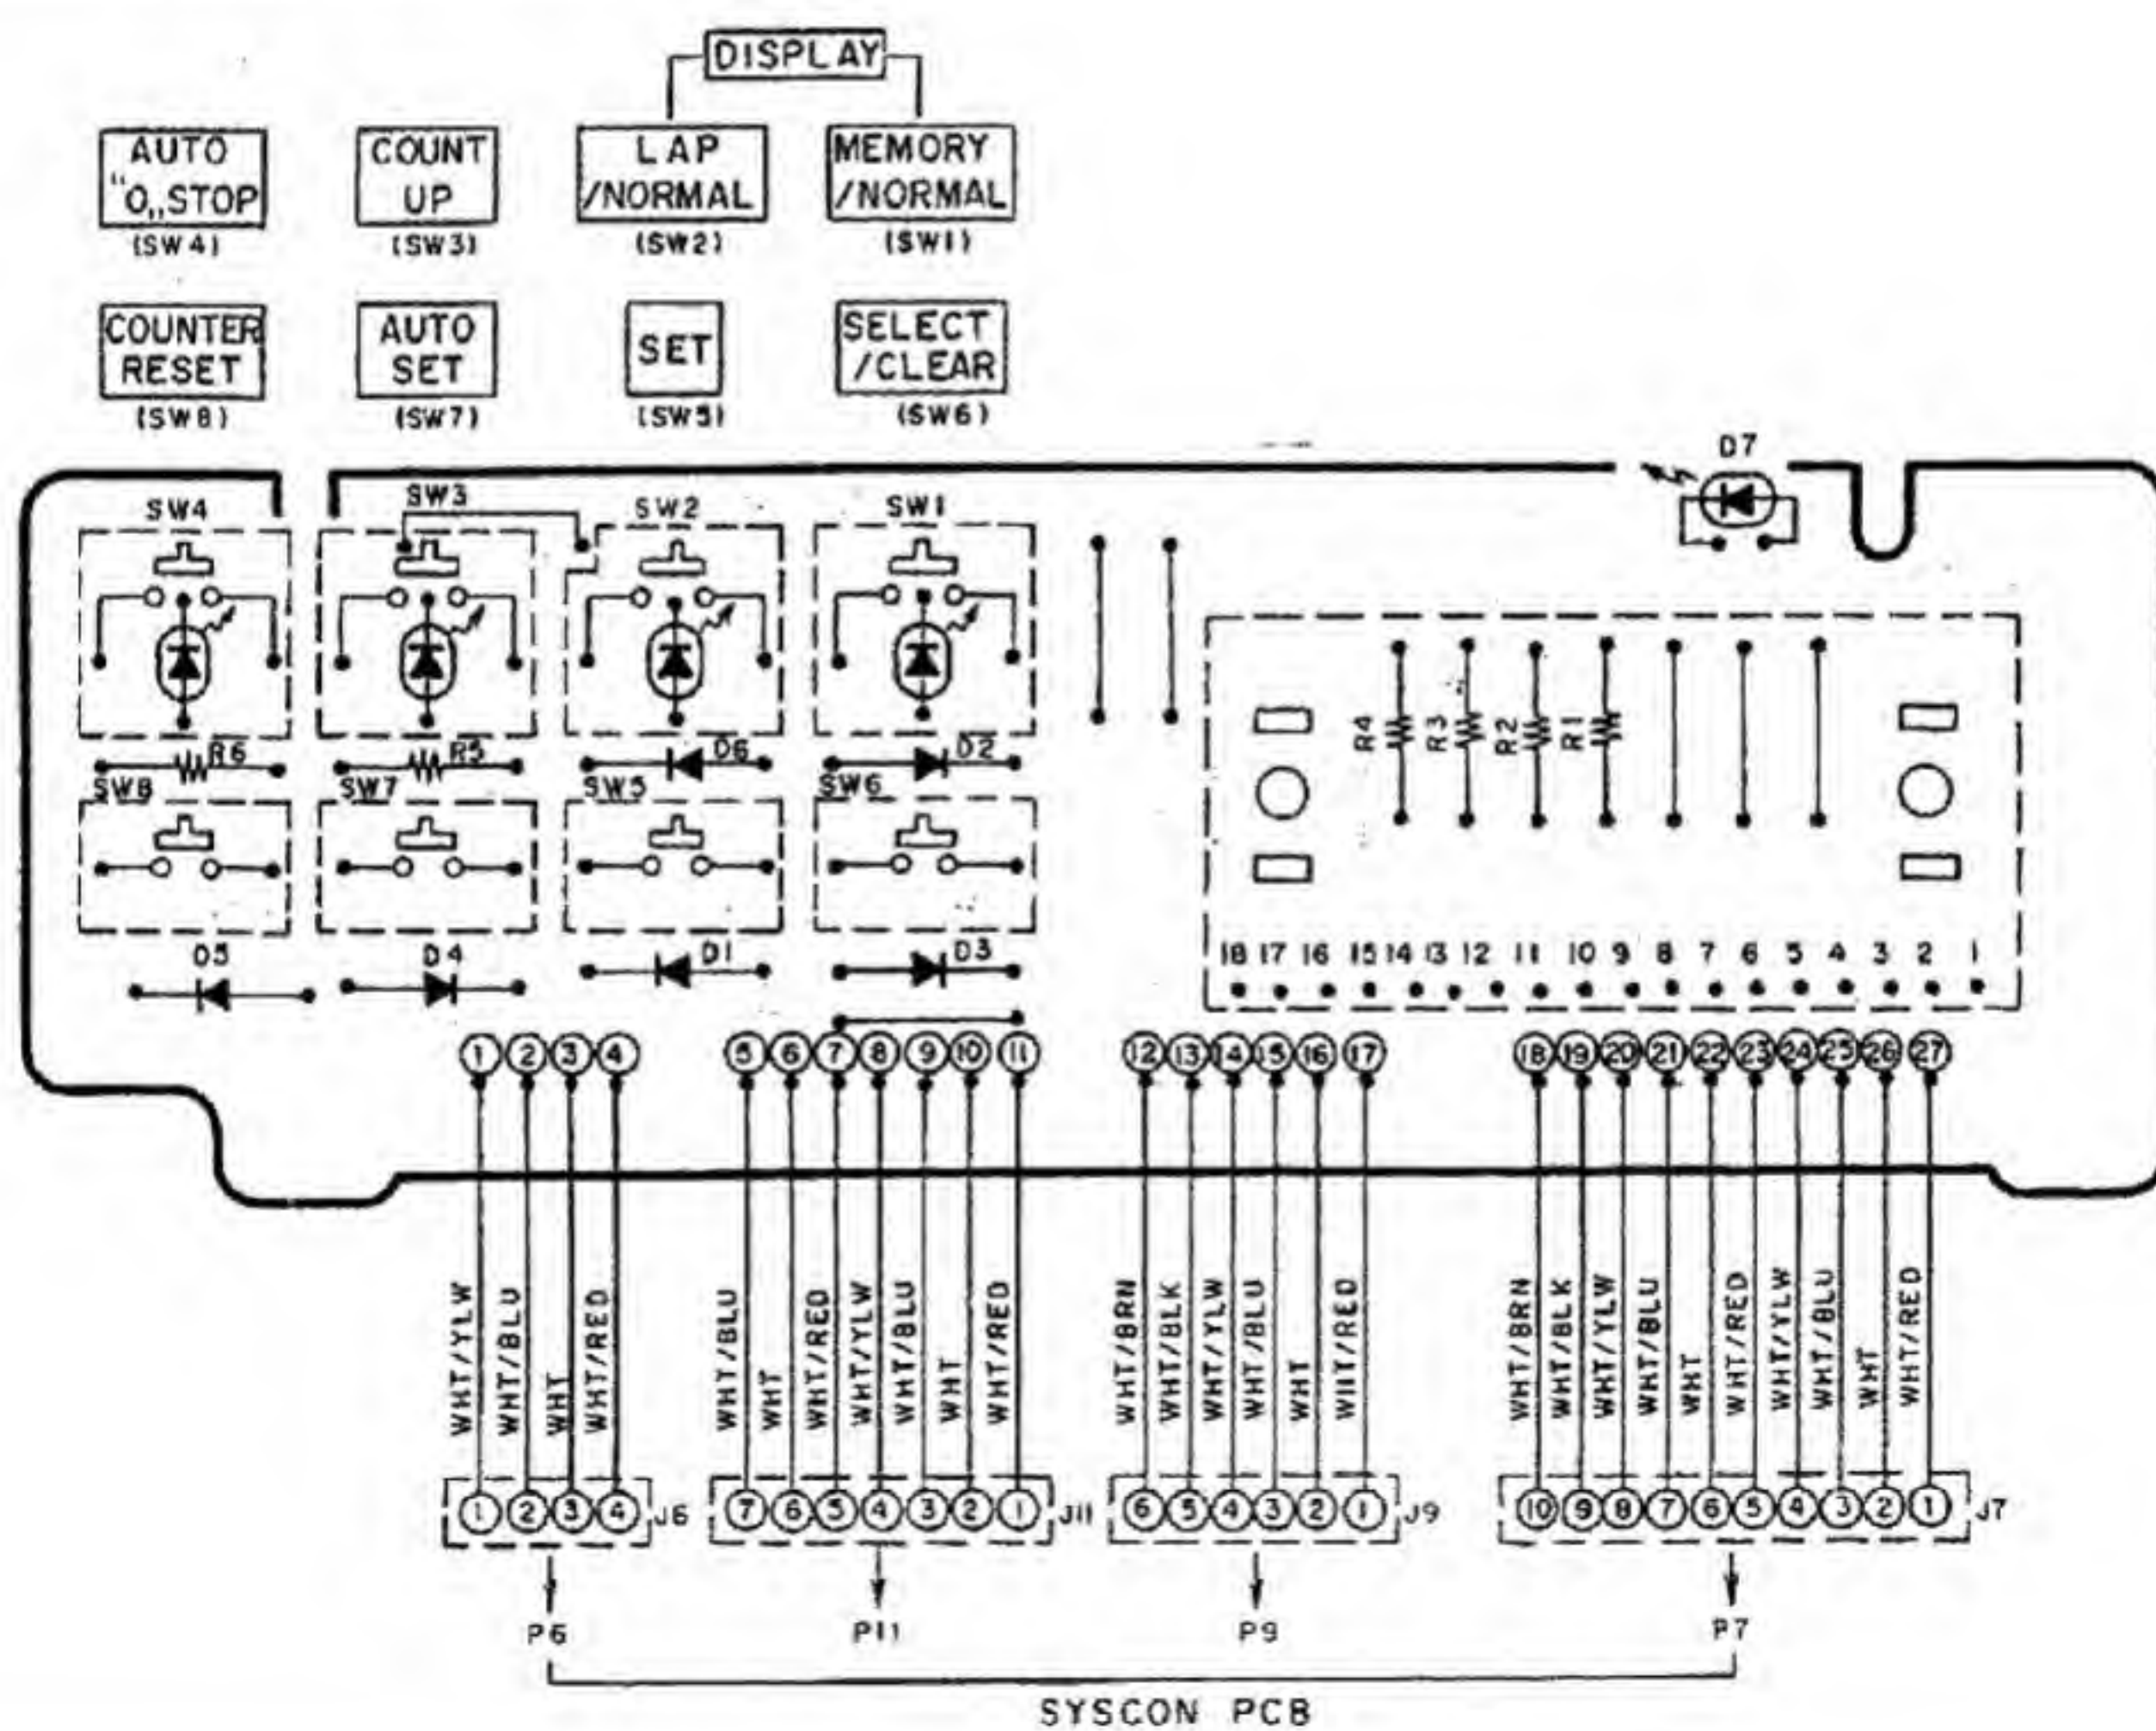 DISPLAY
AUTO "0„STOP
(SW4)
COUNT UP
(SW3)
LAP /NORMAL
(SW2)
MEMORY /NORMAL
(SW1)
COUNTER RESET
(SW8)
AUTO SET
(SW7)
SET
(SW5)
SELECT /CLEAR
(SW6)
D7
SW4
SW3
SW2
SW1
R6
R5
D6
D2
SW8
SW7
SW5
SW6
R4
R3
R2
R1
D5
D4
D1
D3
18 17 16 15 14 13 12 11 10 9 8 7 6 5 4 3 2 1
1 2 3 4
5 6 7 8 9 10 11
12 13 14 15 16 17
18 19 20 21 22 23 24 25 26 27
WHT/YLW
WHT/BLU
WHT
WHT/RED
WHT/BLU
WHT
WHT/RED
WHT/YLW
WHT/BLU
WHT
WHT/RED
WHT/BRN
WHT/BLK
WHT/YLW
WHT/BLU
WHT
WHT/RED
WHT/BRN
WHT/BLK
WHT/YLW
WHT/BLU
WHT
WHT/RED
WHT/YLW
WHT/BLU
WHT
WHT/RED
1 2 3 4 J6
7 6 5 4 3 2 1 J11
6 5 4 3 2 1 J9
10 9 8 7 6 5 4 3 2 1 J7
P6
P11
P9
P7
SYSCON PCB